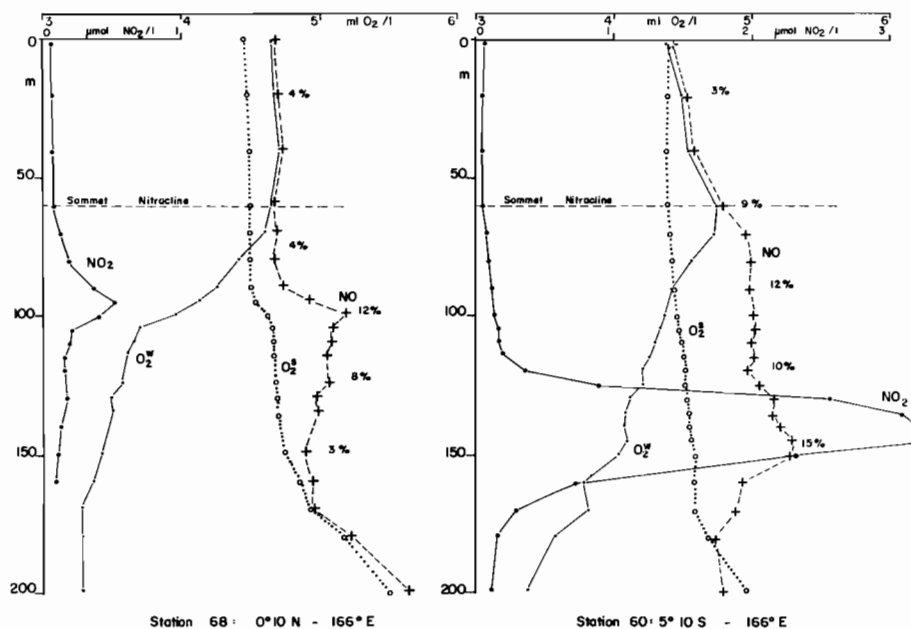 3 4 5 ml O₂/l 6
µmol NO₂/l 1
0
m
50
100
150
200
Sommet Nitracline
4%
4%
12%
8%
3%
NO₂
NO
O₂ˢ
O₂ᵂ
Station 68: 0°10 N - 166°E
3 4 ml O₂/l 5 6
1 2 µmol NO₂/l 3
0
m
50
100
150
200
Sommet Nitracline
3%
9%
NO
12%
O₂ˢ
10%
NO₂
15%
O₂ᵂ
Station 60: 5°10 S - 166°E